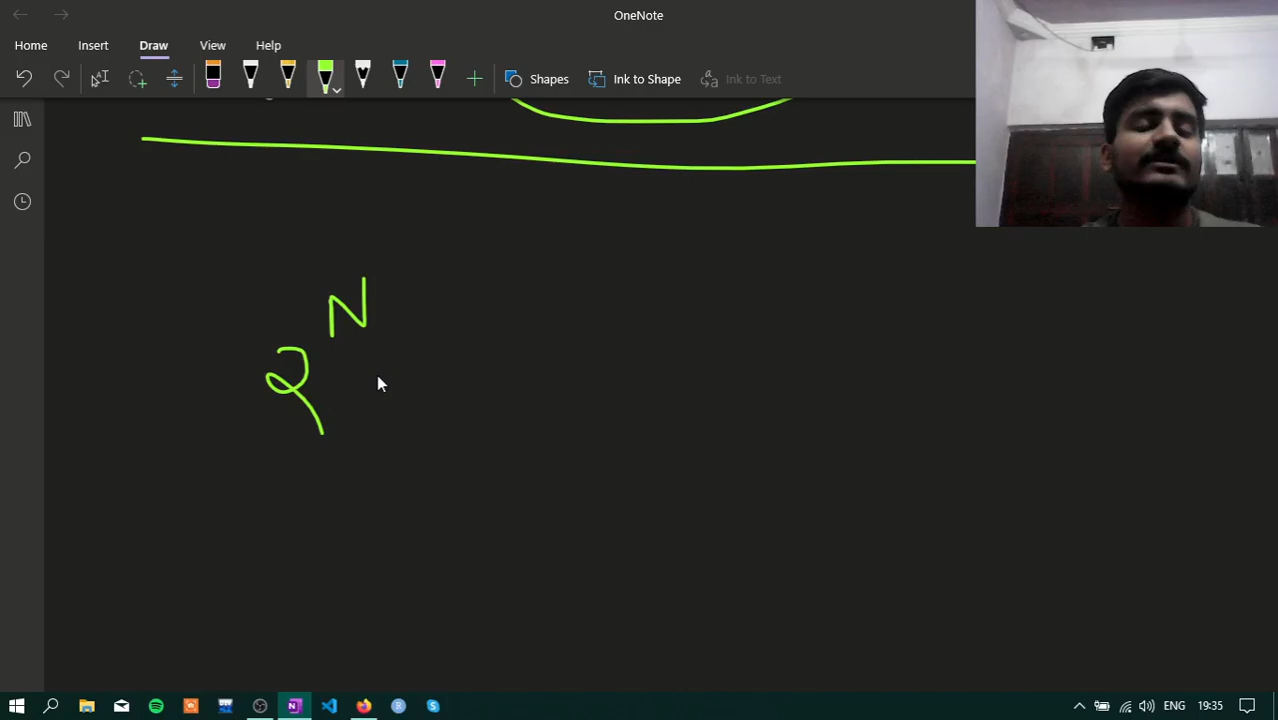 OneNote
Home Insert Draw View Help
Shapes Ink to Shape Ink to Text
N
2
ENG 19:35